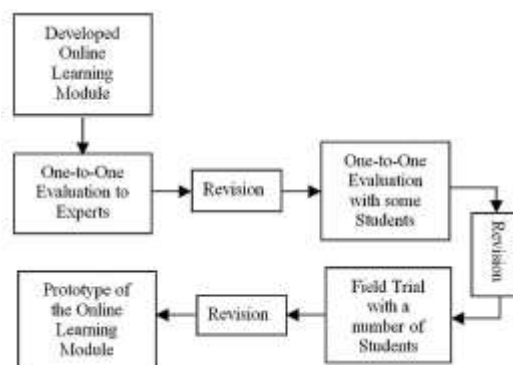 Developed
Online
Learning
Module
One-to-One
Evaluation to
Experts
Revision
One-to-One
Evaluation
with some
Students
Revision
Field Trial
with a
number of
Students
Revision
Prototype of
the Online
Learning
Module